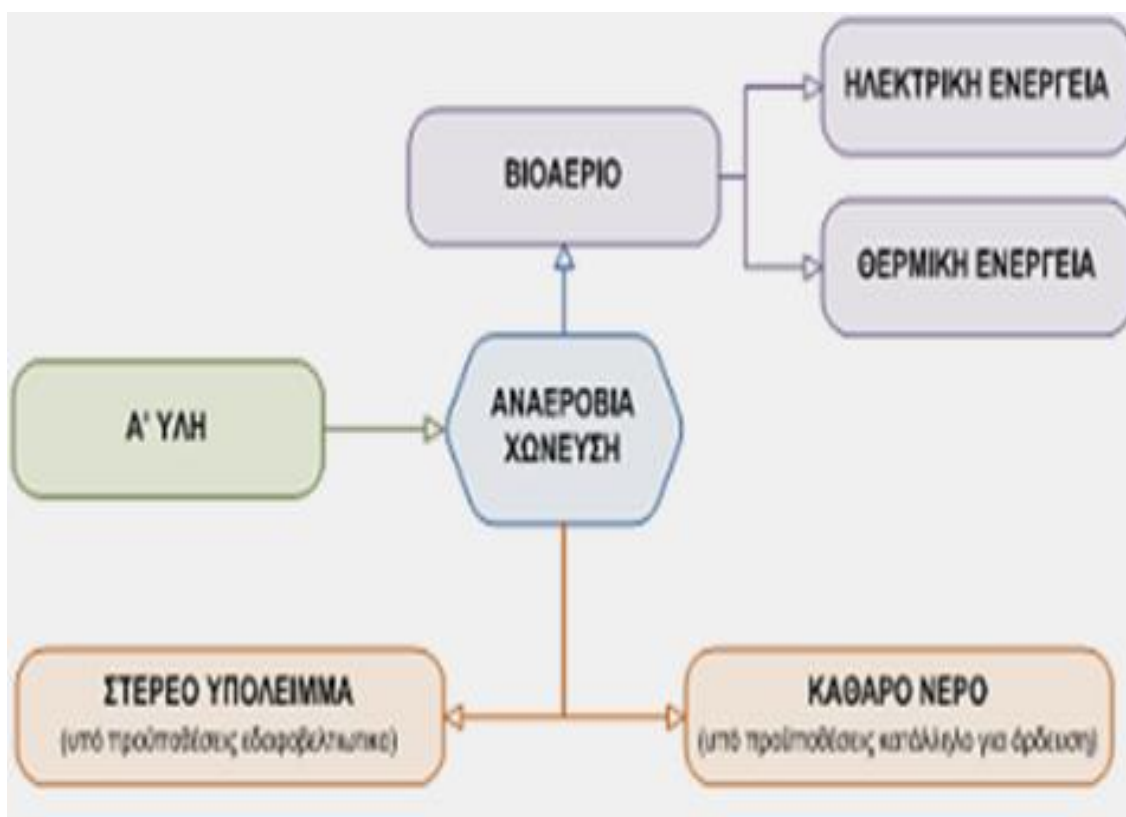 ΗΛΕΚΤΡΙΚΗ ΕΝΕΡΓΕΙΑ
ΒΙΟΑΕΡΙΟ
ΘΕΡΜΙΚΗ ΕΝΕΡΓΕΙΑ
Α' ΥΛΗ
ΑΝΑΕΡΟΒΙΑ
ΧΩΝΕΥΣΗ
ΣΤΕΡΕΟ ΥΠΟΛΕΙΜΜΑ
(υπό προϋποθέσεις εδαφοβελτιωτικο)
ΚΑΘΑΡΟ ΝΕΡΟ
(υπό προϋποθέσεις κατάλληλο για άρδευση)